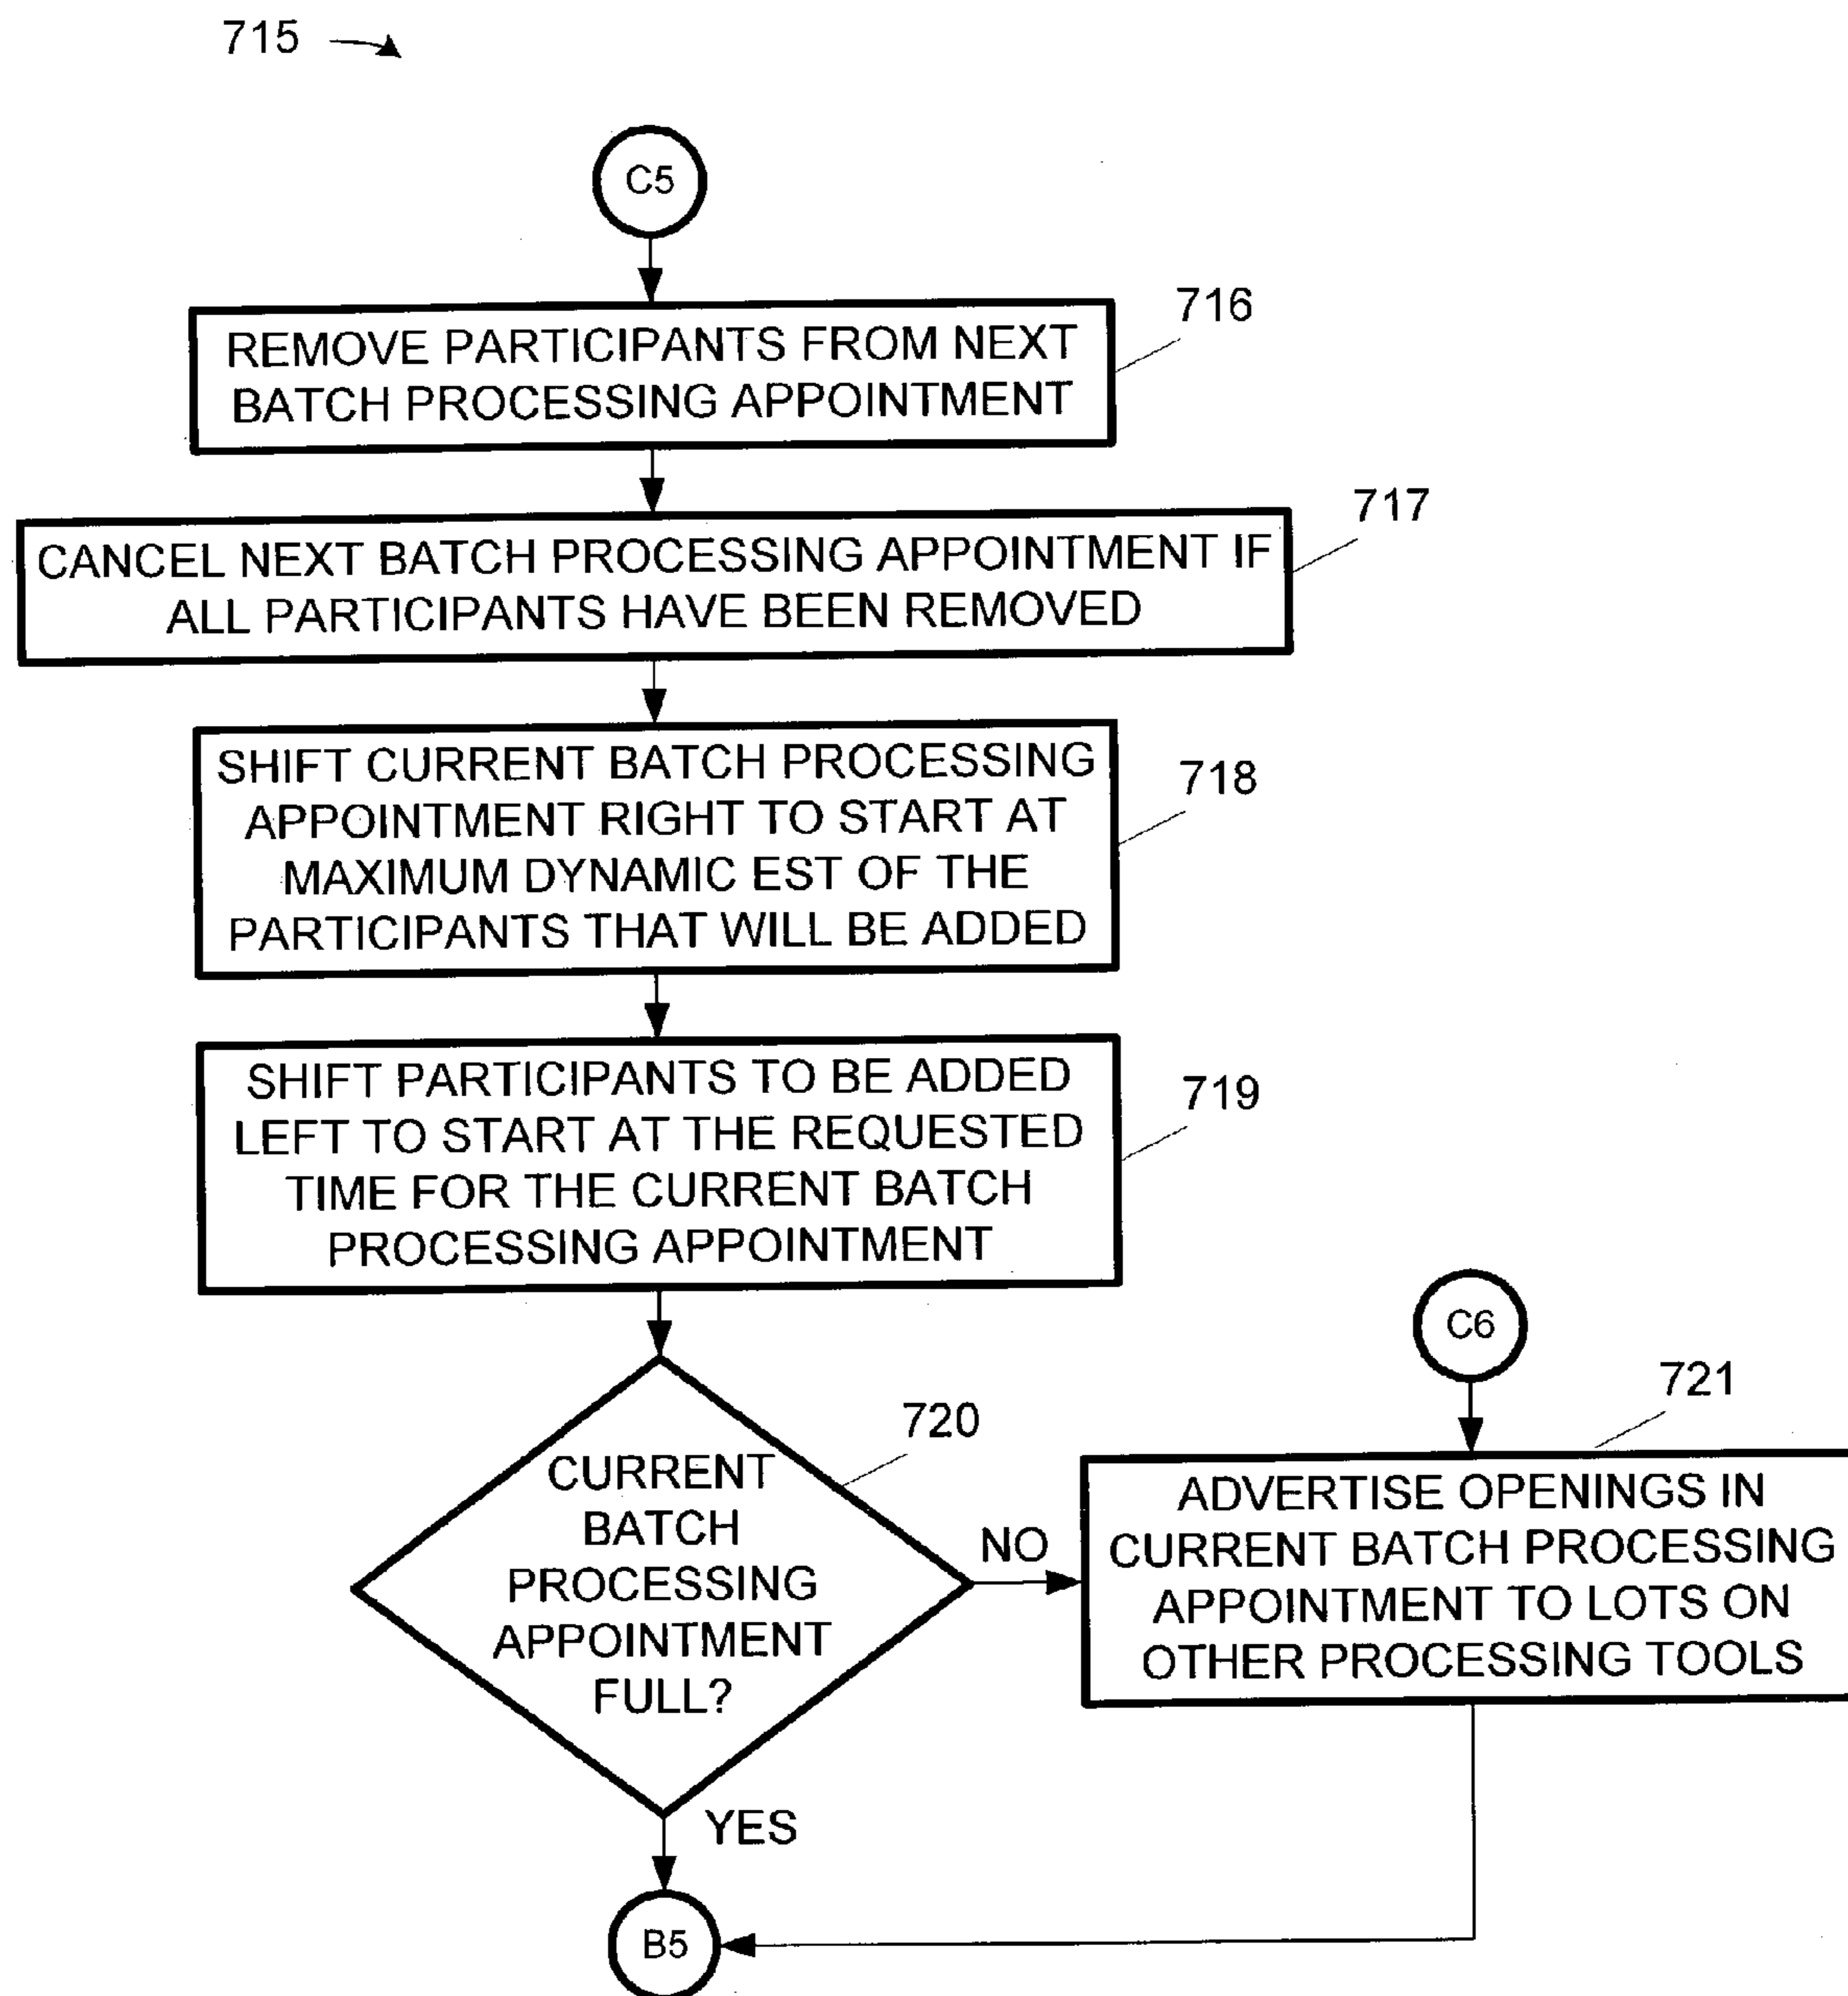 715
C5
716
REMOVE PARTICIPANTS FROM NEXT
BATCH PROCESSING APPOINTMENT
717
CANCEL NEXT BATCH PROCESSING APPOINTMENT IF
ALL PARTICIPANTS HAVE BEEN REMOVED
718
SHIFT CURRENT BATCH PROCESSING
APPOINTMENT RIGHT TO START AT
MAXIMUM DYNAMIC EST OF THE
PARTICIPANTS THAT WILL BE ADDED
719
SHIFT PARTICIPANTS TO BE ADDED
LEFT TO START AT THE REQUESTED
TIME FOR THE CURRENT BATCH
PROCESSING APPOINTMENT
720
CURRENT
BATCH
PROCESSING
APPOINTMENT
FULL?
NO
YES
C6
721
ADVERTISE OPENINGS IN
CURRENT BATCH PROCESSING
APPOINTMENT TO LOTS ON
OTHER PROCESSING TOOLS
B5